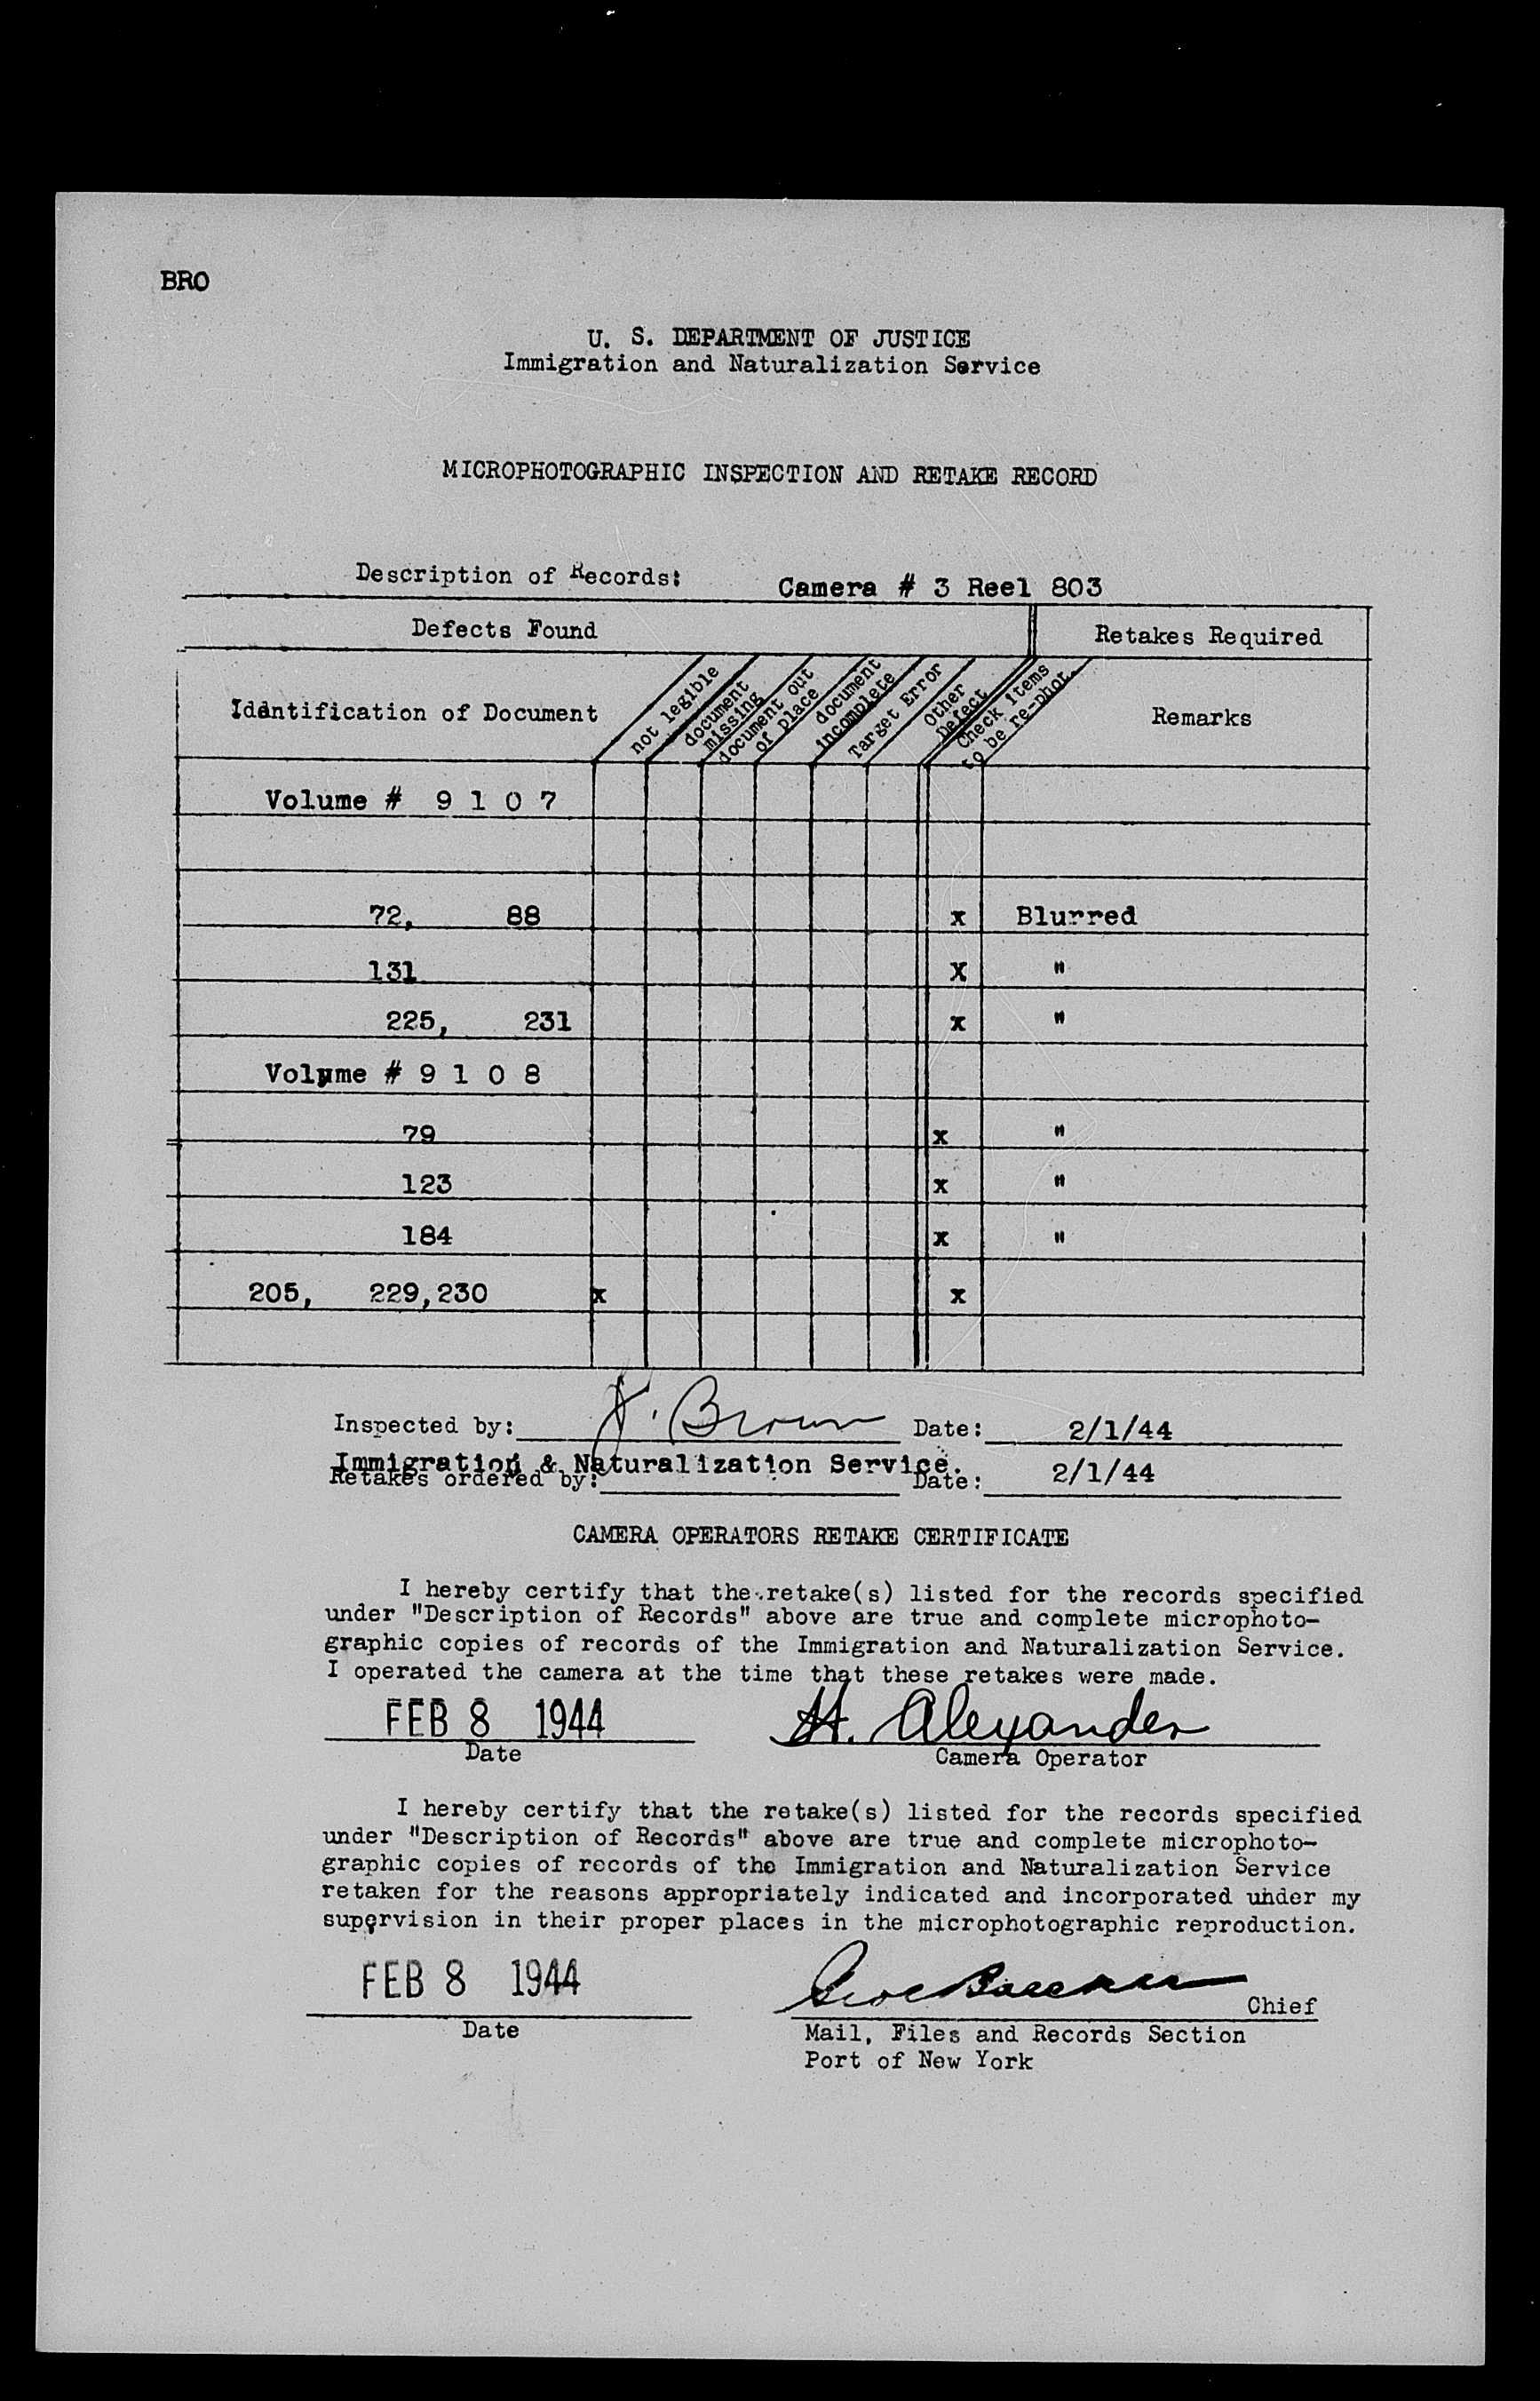 BRO
U. S. DEPARTMENT OF JUSTICE
Immigration and Naturalization Service
MICROPHOTOGRAPHIC INSPECTION AND RETAKE RECORD
Description of Records: Camera # 3 Reel 803
Defects Found Retakes Required
Identification of Document
not legible
document missing
document out of place
document incomplete
Target Error
Other Defect
Check items to be re-phot.
Remarks
Volume # 9 1 0 7
72, 88 x Blurred
131 X "
225, 231 x "
Volume # 9 1 0 8
79 x "
123 x "
184 x "
205, 229,230 x x
Inspected by: Brown Date: 2/1/44
Immigration & Naturalization Service.
Retakes ordered by: Date: 2/1/44
CAMERA OPERATORS RETAKE CERTIFICATE
I hereby certify that the retake(s) listed for the records specified
under "Description of Records" above are true and complete microphoto-
graphic copies of records of the Immigration and Naturalization Service.
I operated the camera at the time that these retakes were made.
FEB 8 1944 H. Alexander
Date Camera Operator
I hereby certify that the retake(s) listed for the records specified
under "Description of Records" above are true and complete microphoto-
graphic copies of records of the Immigration and Naturalization Service
retaken for the reasons appropriately indicated and incorporated under my
supervision in their proper places in the microphotographic reproduction.
FEB 8 1944 Chief
Date Mail, Files and Records Section
Port of New York